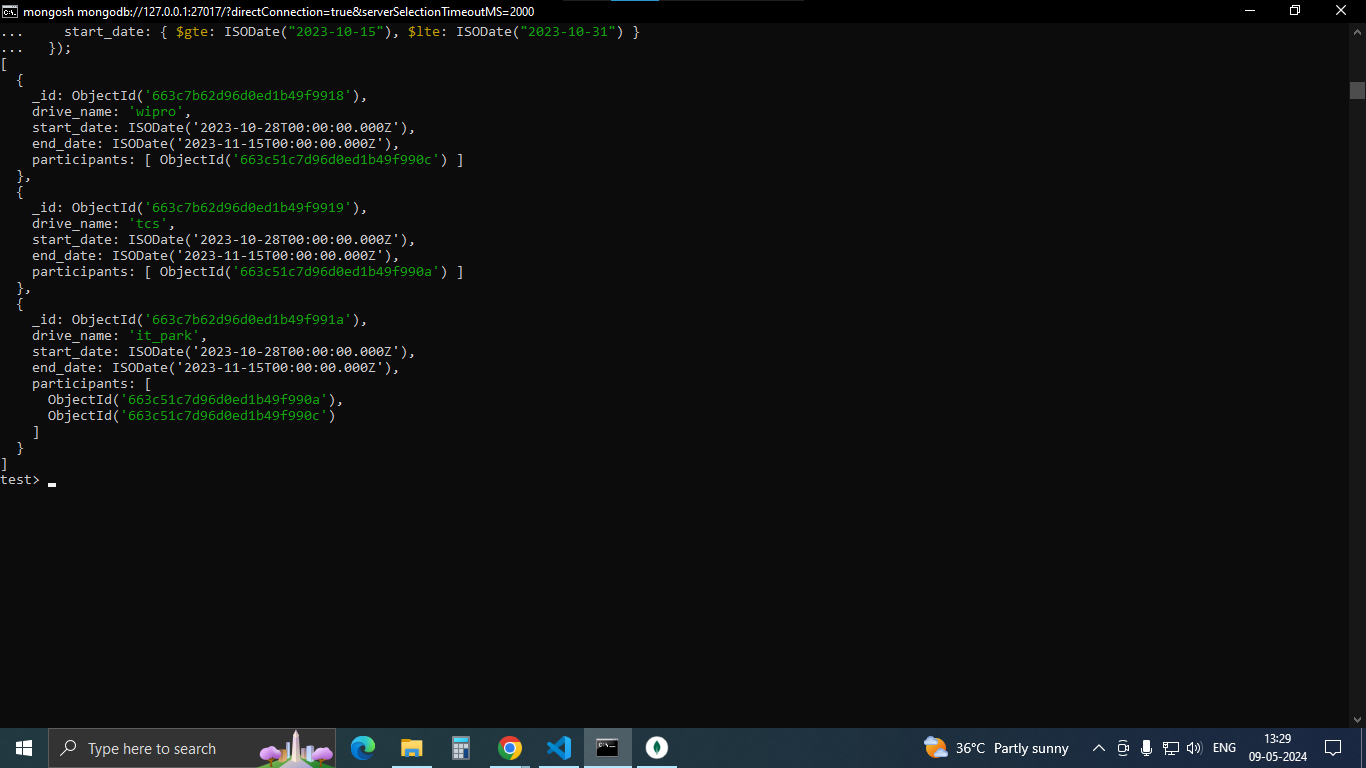 mongosh mongodb://127.0.0.1:27017/?directConnection=true&serverSelectionTimeoutMS=2000
...     start_date: { $gte: ISODate("2023-10-15"), $lte: ISODate("2023-10-31") }
...   });
[
  {
    _id: ObjectId('663c7b62d96d0ed1b49f9918'),
    drive_name: 'wipro',
    start_date: ISODate('2023-10-28T00:00:00.000Z'),
    end_date: ISODate('2023-11-15T00:00:00.000Z'),
    participants: [ ObjectId('663c51c7d96d0ed1b49f990c') ]
  },
  {
    _id: ObjectId('663c7b62d96d0ed1b49f9919'),
    drive_name: 'tcs',
    start_date: ISODate('2023-10-28T00:00:00.000Z'),
    end_date: ISODate('2023-11-15T00:00:00.000Z'),
    participants: [ ObjectId('663c51c7d96d0ed1b49f990a') ]
  },
  {
    _id: ObjectId('663c7b62d96d0ed1b49f991a'),
    drive_name: 'it_park',
    start_date: ISODate('2023-10-28T00:00:00.000Z'),
    end_date: ISODate('2023-11-15T00:00:00.000Z'),
    participants: [
      ObjectId('663c51c7d96d0ed1b49f990a'),
      ObjectId('663c51c7d96d0ed1b49f990c')
    ]
  }
]
test>
Type here to search
36°C Partly sunny
ENG
13:29
09-05-2024